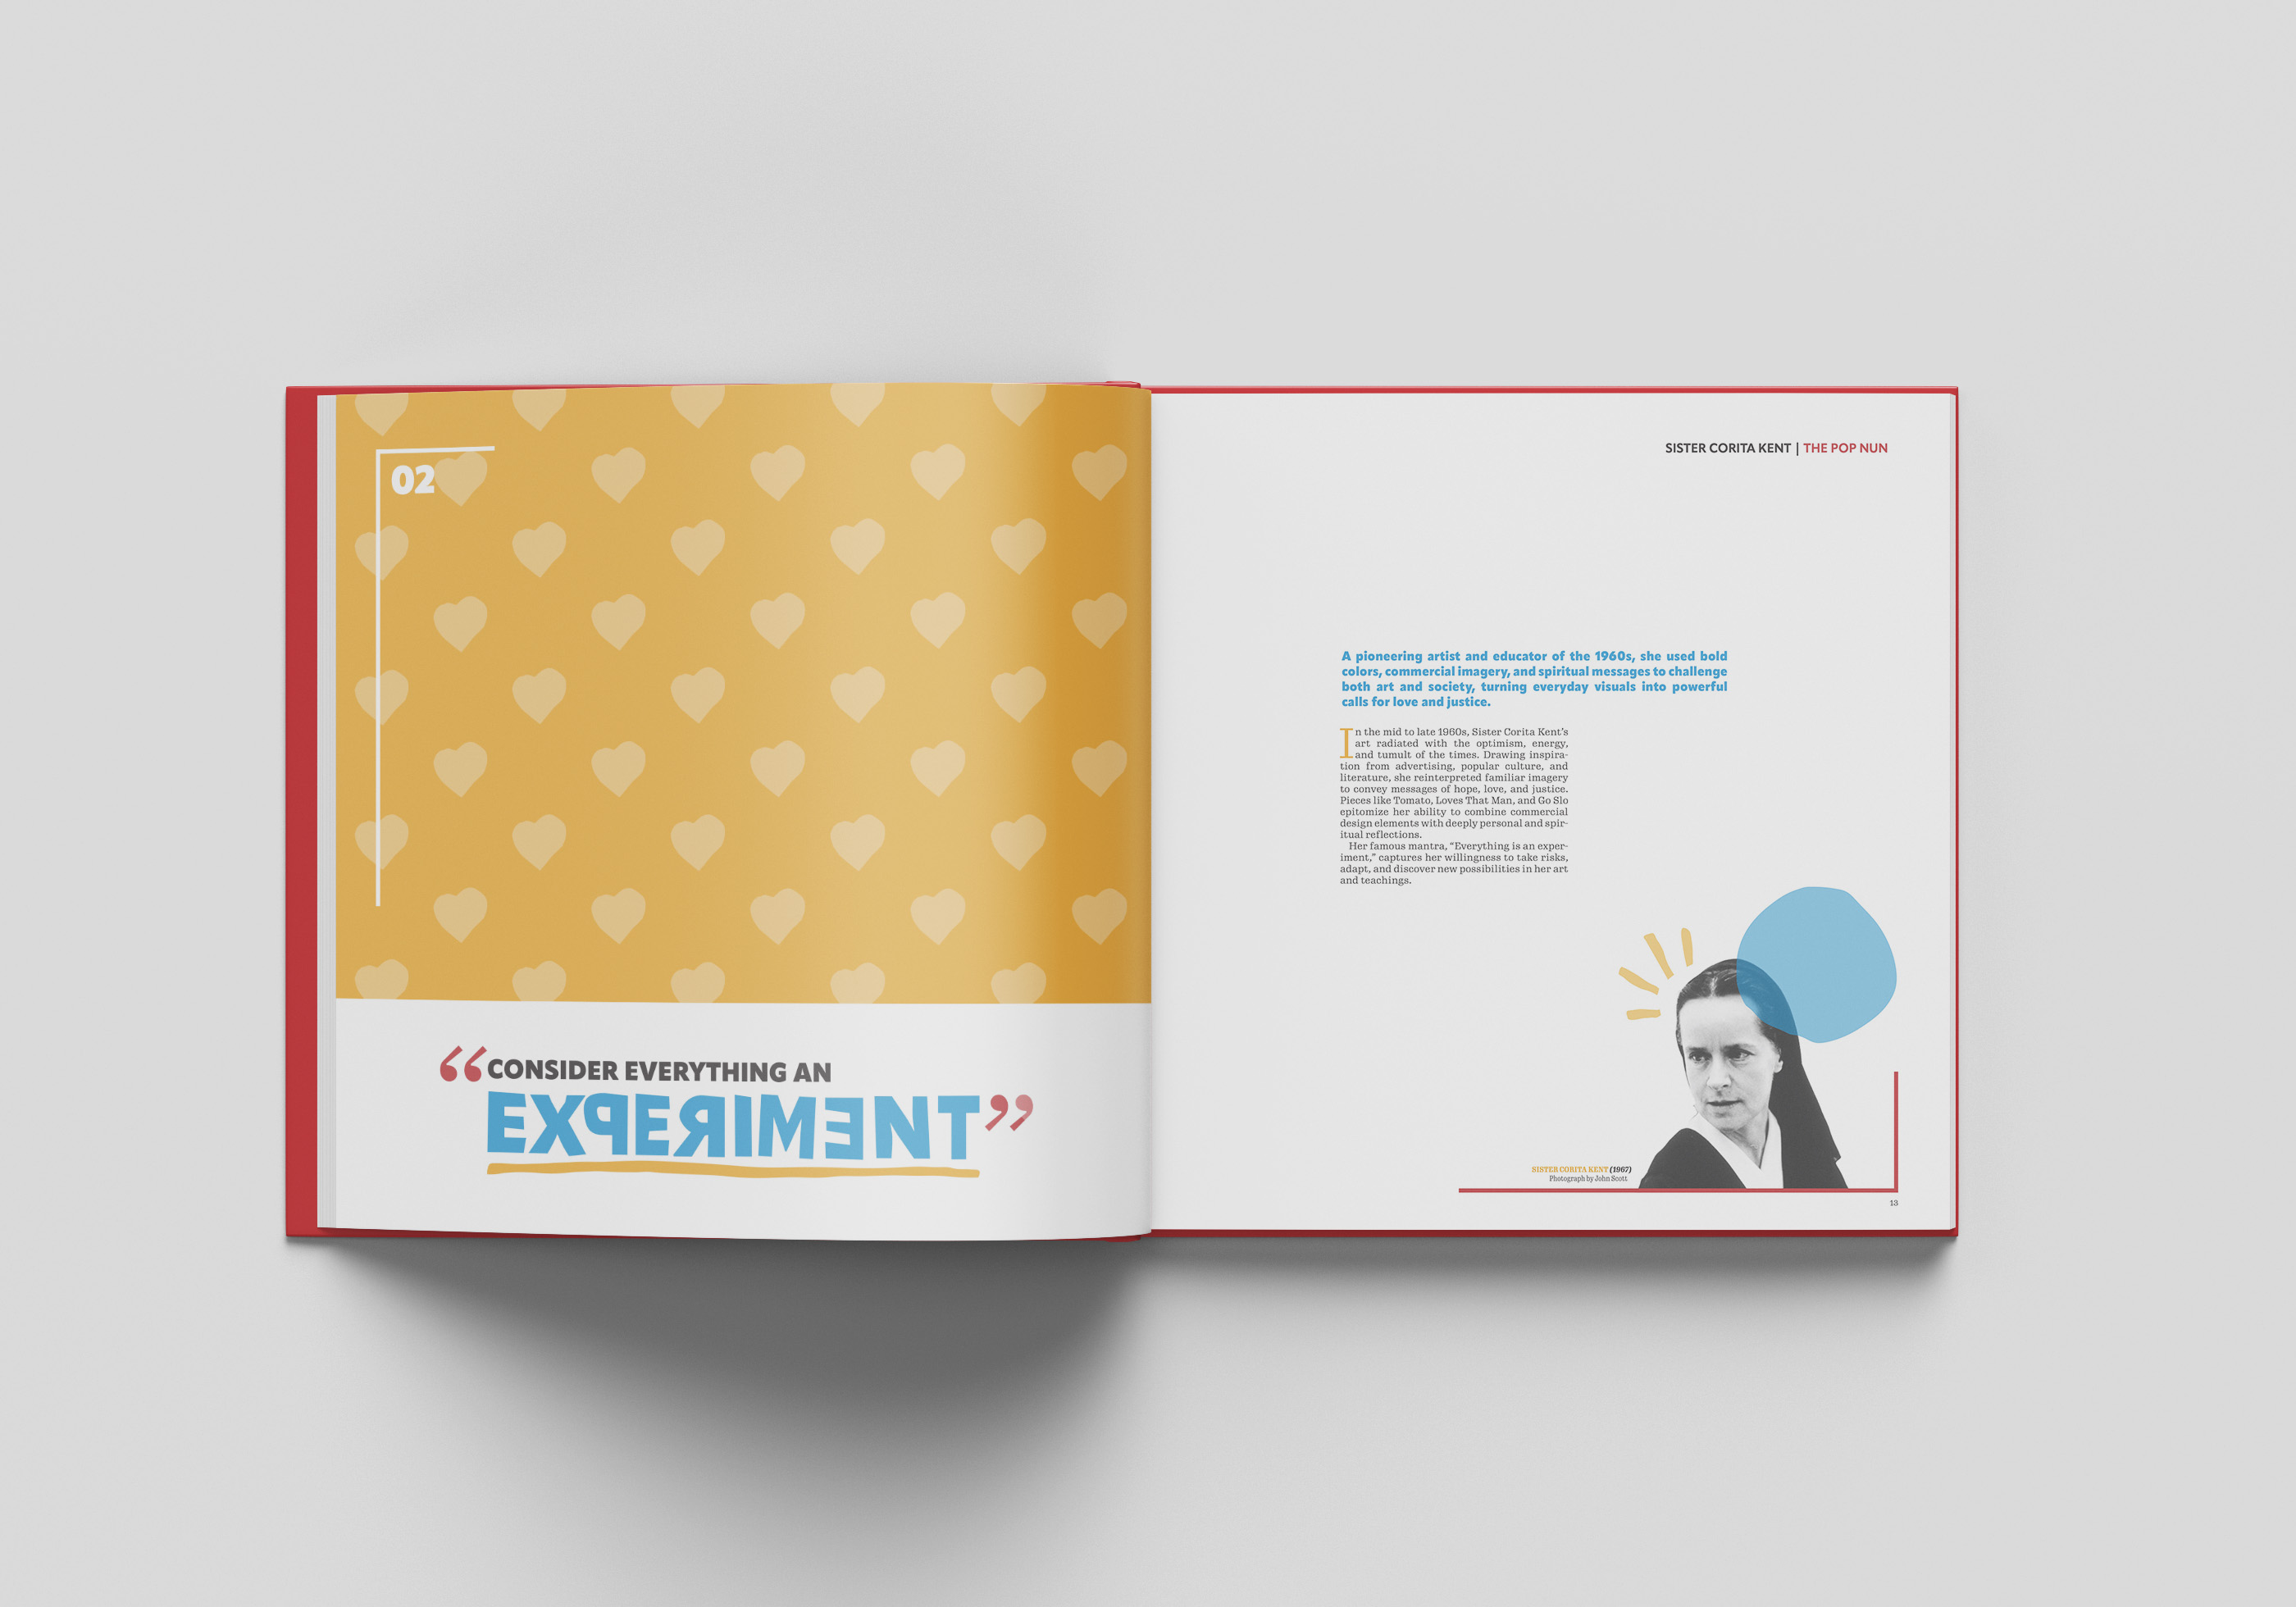 02
“CONSIDER EVERYTHING AN
EXPERIMENT”
SISTER CORITA KENT | THE POP NUN
A pioneering artist and educator of the 1960s, she used bold
colors, commercial imagery, and spiritual messages to challenge
both art and society, turning everyday visuals into powerful
calls for love and justice.
In the mid to late 1960s, Sister Corita Kent’s
art radiated with the optimism, energy,
and tumult of the times. Drawing inspira-
tion from advertising, popular culture, and
literature, she reinterpreted familiar imagery
to convey messages of hope, love, and justice.
Pieces like Tomato, Loves That Man, and Go Slo
epitomize her ability to combine commercial
design elements with deeply personal and spir-
itual reflections.
Her famous mantra, “Everything is an exper-
iment,” captures her willingness to take risks,
adapt, and discover new possibilities in her art
and teachings.
SISTER CORITA KENT (1967)
Photograph by John Scott
13